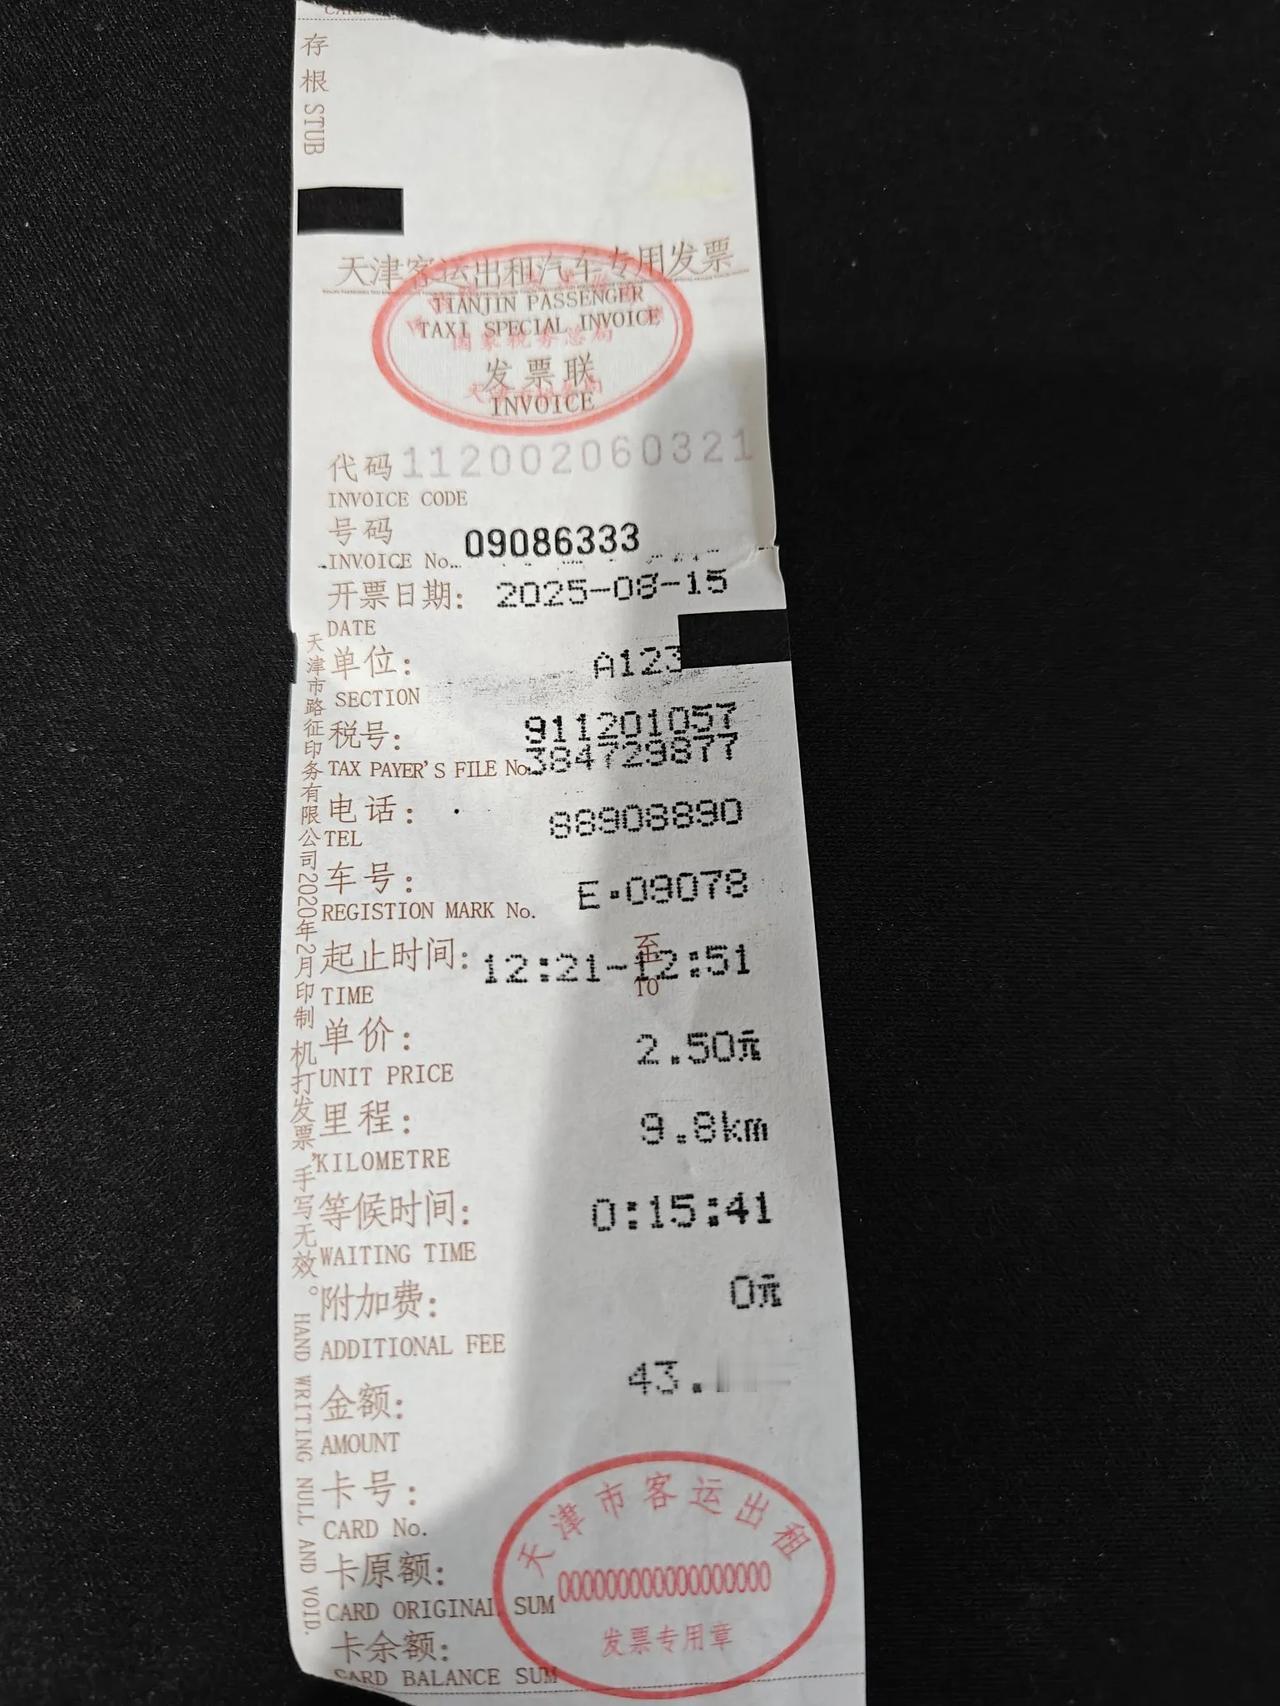 存根 STUB
天津客运出租汽车专用发票
TIANJIN PASSENGER
TAXI SPECIAL INVOICE
国家税务总局
发票联
INVOICE
代码 112002060321
INVOICE CODE
号码
INVOICE No. 09086333
开票日期: 2025-08-15
DATE
单位: A123
SECTION
税号: 911201057
TAX PAYER'S FILE No. 384729877
电话: 88908890
TEL
车号: E·09078
REGISTION MARK No.
至
起止时间: 12:21-12:51
TIME TO
单价: 2.50元
UNIT PRICE
里程: 9.8km
KILOMETRE
等候时间: 0:15:41
WAITING TIME
附加费: 0元
ADDITIONAL FEE
金额: 43.
AMOUNT
卡号:
CARD No.
卡原额:
CARD ORIGINAL SUM
卡余额:
CARD BALANCE SUM
天津市客运出租
00000000000000000
发票专用章
天津市路征印务有限公司2020年2月印制 机打发票 手写无效。 HAND WRITING NULL AND VOID.